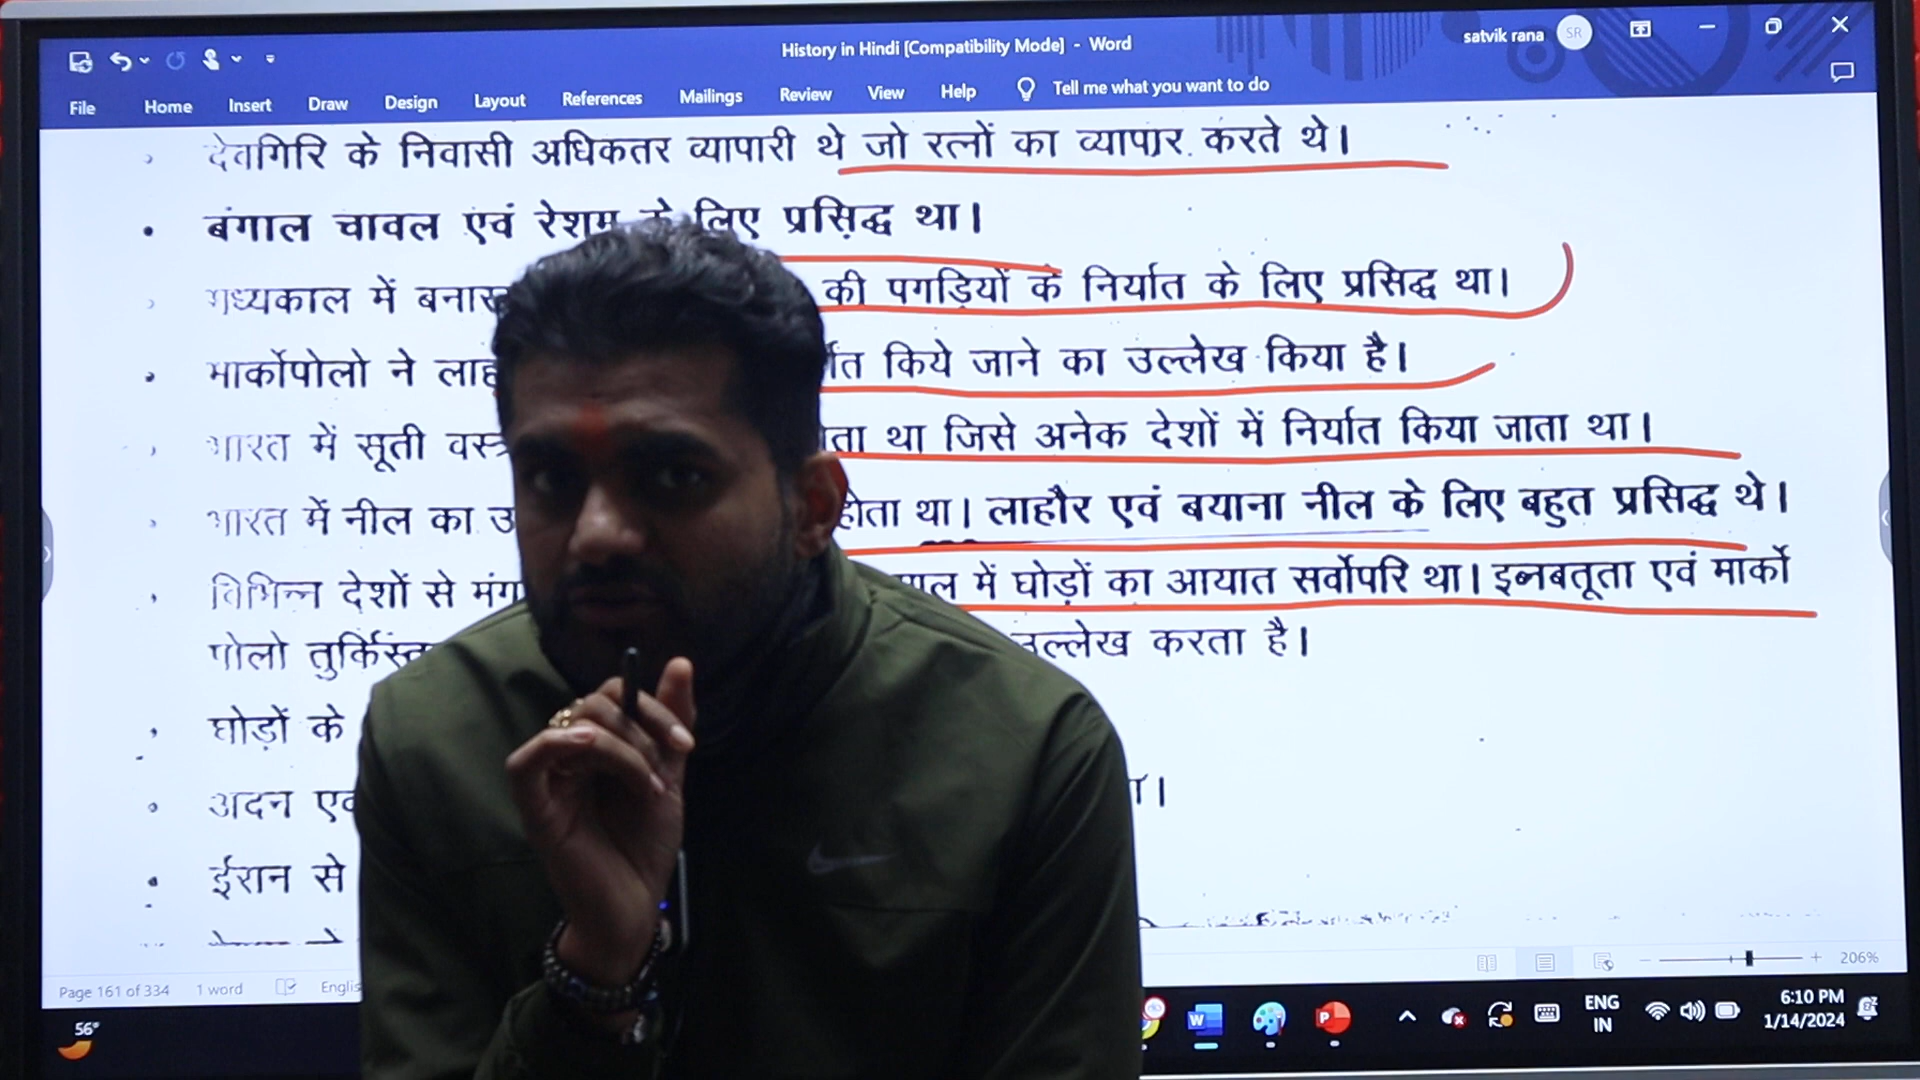 History in Hindi [Compatibility Mode] - Word
satvik rana SR
File Home Insert Draw Design Layout References Mailings Review View Help Tell me what you want to do
देवगिरि के निवासी अधिकतर व्यापारी थे जो रत्नों का व्यापार करते थे।
• बंगाल चावल एवं रेशम के लिए प्रसिद्ध था।
मध्यकाल में की पगड़ियों के निर्यात के लिए प्रसिद्ध था।
मार्कोपोलो ने किये जाने का उल्लेख किया है।
भारत में सूती था जिसे अनेक देशों में निर्यात किया जाता था।
भारत में नील का होता था। लाहौर एवं बयाना नील के लिए बहुत प्रसिद्ध थे।
विभिन्न देशों से में घोड़ों का आयात सर्वोपरि था। इब्नबतूता एवं मार्को
पोलो उल्लेख करता है।
घोड़ों के
अदन
ईरान से
Page 161 of 334 1 word 206%
56°
ENG
IN
6:10 PM
1/14/2024